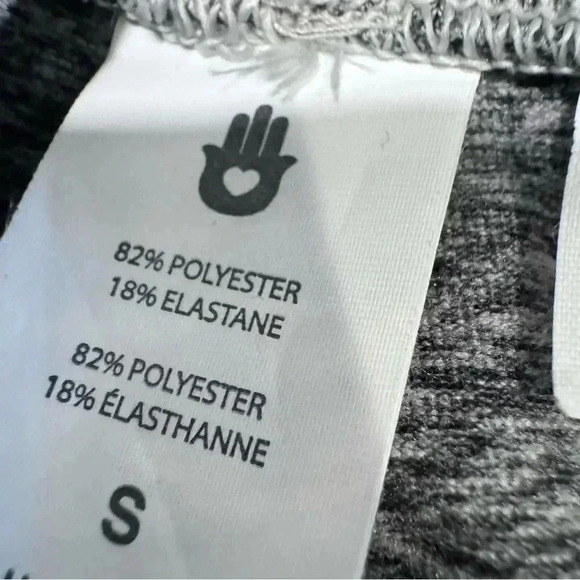 82% POLYESTER
18% ELASTANE
82% POLYESTER
18% ÉLASTHANNE
S